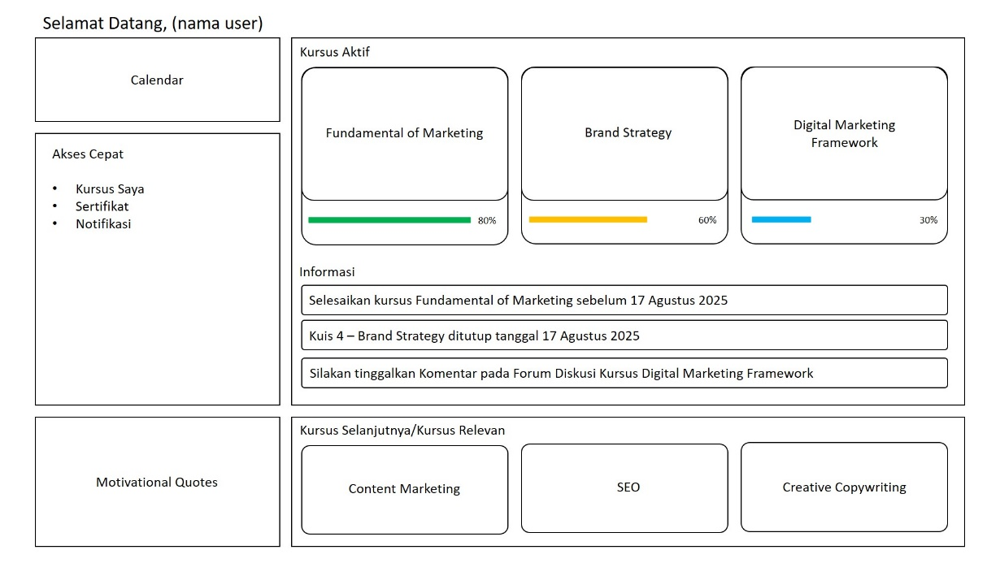 Selamat Datang, (nama user)
Calendar
Akses Cepat
• Kursus Saya
• Sertifikat
• Notifikasi
Motivational Quotes
Kursus Aktif
Fundamental of Marketing
80%
Brand Strategy
60%
Digital Marketing
Framework
30%
Informasi
Selesaikan kursus Fundamental of Marketing sebelum 17 Agustus 2025
Kuis 4 – Brand Strategy ditutup tanggal 17 Agustus 2025
Silakan tinggalkan Komentar pada Forum Diskusi Kursus Digital Marketing Framework
Kursus Selanjutnya/Kursus Relevan
Content Marketing
SEO
Creative Copywriting